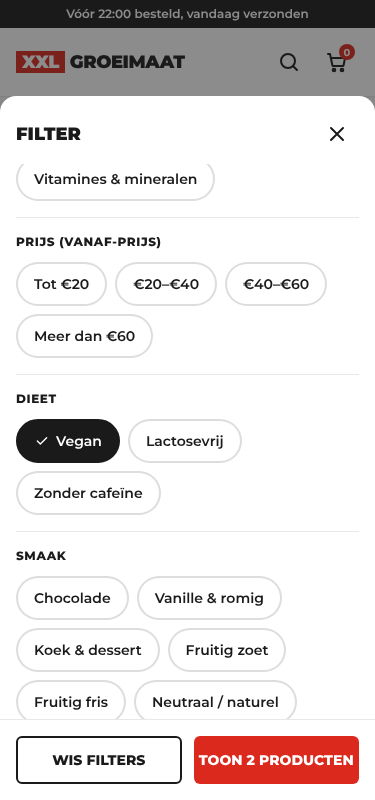 Vóór 22:00 besteld, vandaag verzonden
XXL GROEIMAAT
0
FILTER
Vitamines & mineralen
PRIJS (VANAF-PRIJS)
Tot €20 €20–€40 €40–€60
Meer dan €60
DIEET
Vegan Lactosevrij
Zonder cafeïne
SMAAK
Chocolade Vanille & romig
Koek & dessert Fruitig zoet
Fruitig fris Neutraal / naturel
WIS FILTERS TOON 2 PRODUCTEN